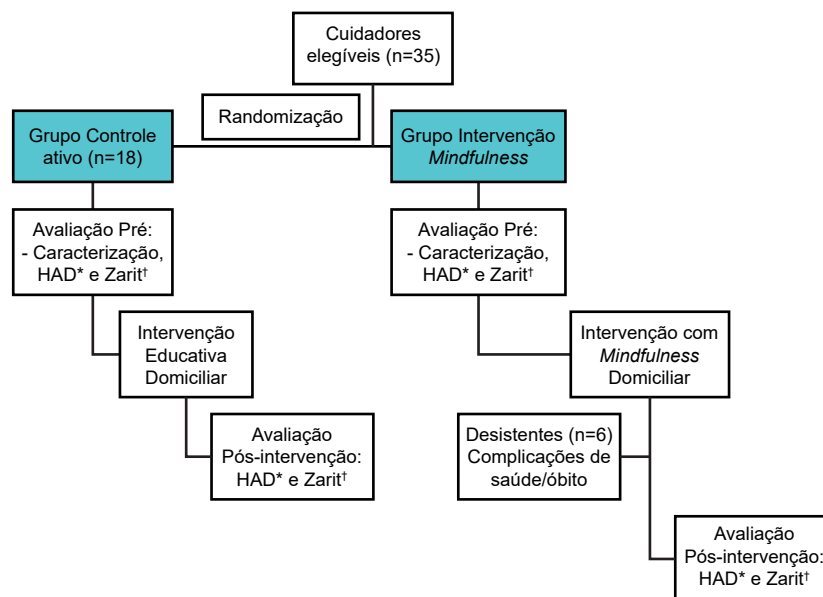 Cuidadores
elegíveis (n=35)
Randomização
Grupo Controle
ativo (n=18)
Grupo Intervenção
Mindfulness
Avaliação Pré:
- Caracterização,
HAD* e Zarit†
Avaliação Pré:
- Caracterização,
HAD* e Zarit†
Intervenção
Educativa
Domiciliar
Intervenção com
Mindfulness
Domiciliar
Avaliação
Pós-intervenção:
HAD* e Zarit†
Desistentes (n=6)
Complicações de
saúde/óbito
Avaliação
Pós-intervenção:
HAD* e Zarit†